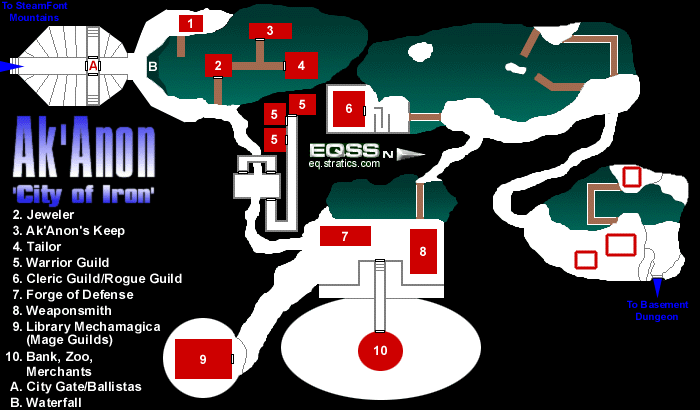 To SteamFont
Mountains
A
B
1
2
3
4
5
5
5
6
EQSS N
eq.stratics.com
Ak'Anon
'City of Iron'
2. Jeweler
3. Ak'Anon's Keep
4. Tailor
5. Warrior Guild
6. Cleric Guild/Rogue Guild
7. Forge of Defense
8. Weaponsmith
9. Library Mechamagica
(Mage Guilds)
10. Bank, Zoo,
Merchants
A. City Gate/Ballistas
B. Waterfall
7
8
9
10
To Basement
Dungeon